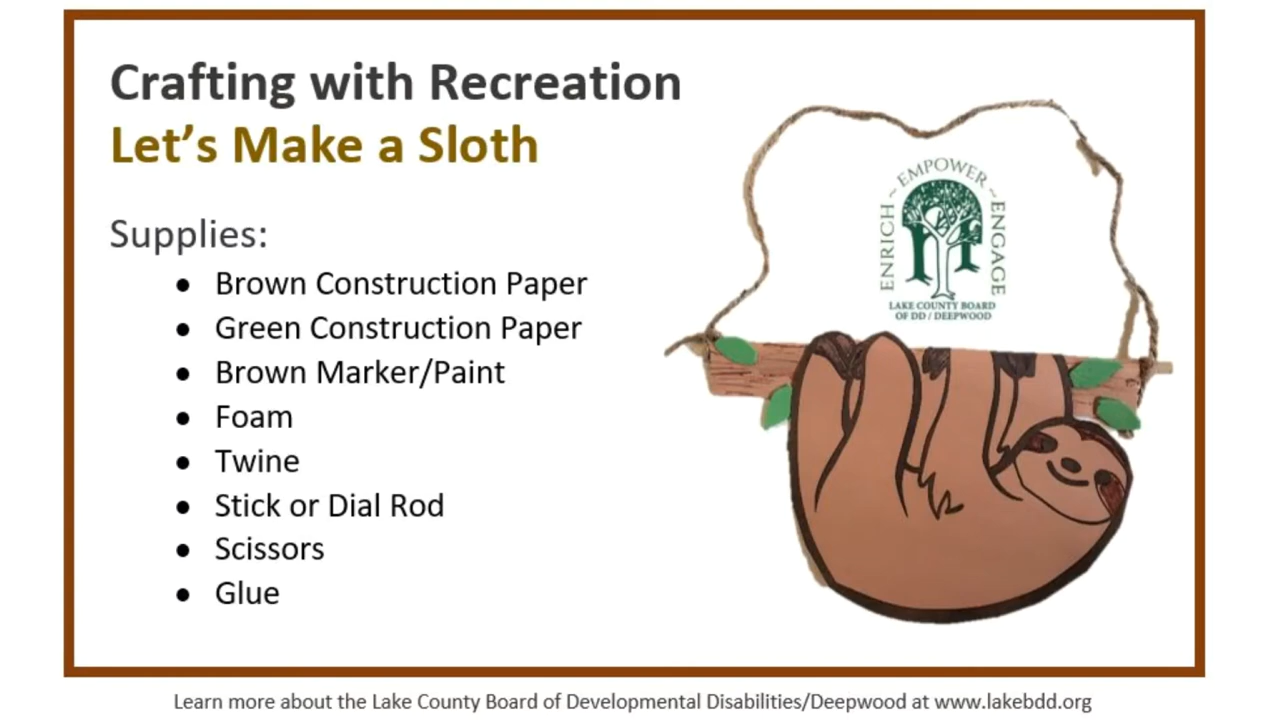 Crafting with Recreation
Let's Make a Sloth
Supplies:
● Brown Construction Paper
● Green Construction Paper
● Brown Marker/Paint
● Foam
● Twine
● Stick or Dial Rod
● Scissors
● Glue
ENRICH ~ EMPOWER ~ ENGAGE
LAKE COUNTY BOARD
OF DD / DEEPWOOD
Learn more about the Lake County Board of Developmental Disabilities/Deepwood at www.lakebdd.org